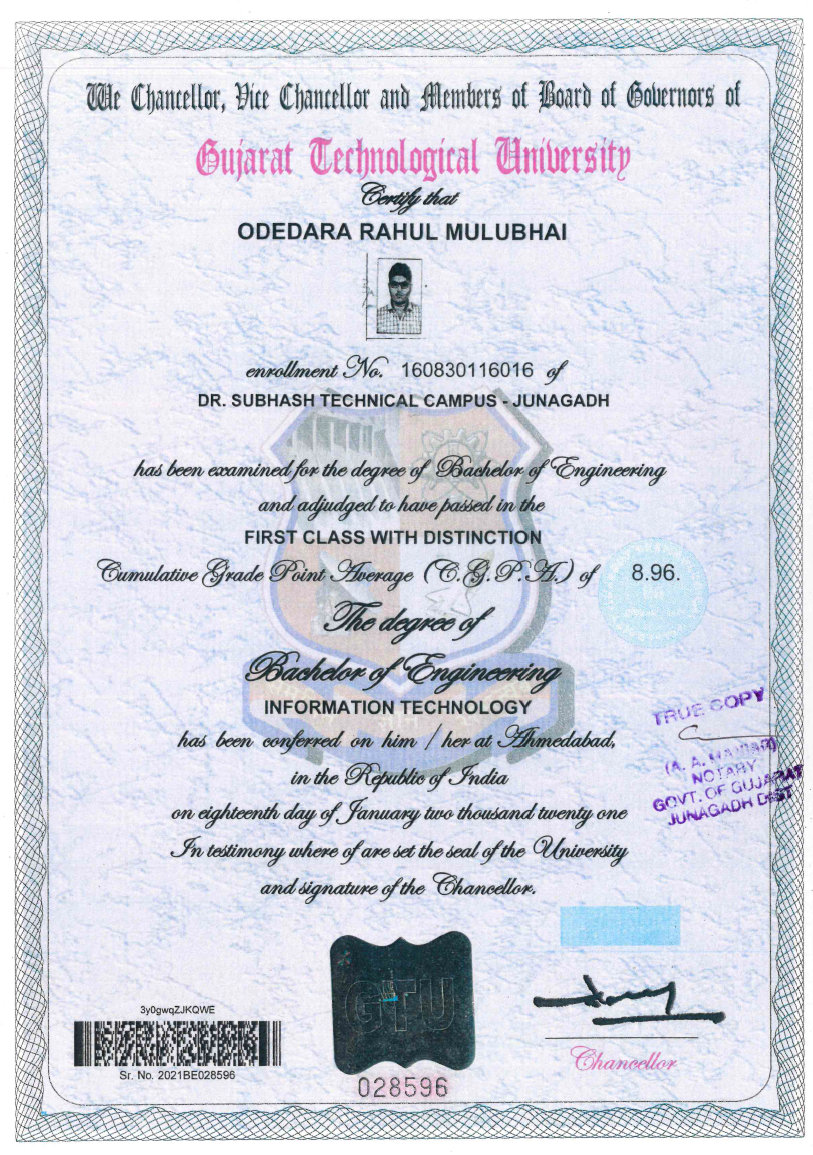 We Chancellor, Vice Chancellor and Members of Board of Governors of
Gujarat Technological University
Certify that
ODEDARA RAHUL MULUBHAI
enrollment No. 160830116016 of
DR. SUBHASH TECHNICAL CAMPUS - JUNAGADH
has been examined for the degree of Bachelor of Engineering
and adjudged to have passed in the
FIRST CLASS WITH DISTINCTION
Cumulative Grade Point Average (C.G.P.A.) of 8.96.
The degree of
Bachelor of Engineering
INFORMATION TECHNOLOGY
has been conferred on him / her at Ahmedabad,
in the Republic of India
on eighteenth day of January two thousand twenty one
In testimony where of are set the seal of the University
and signature of the Chancellor.
TRUE COPY
(A. A.
NOTARY
GOVT. OF GUJARAT
JUNAGADH DIST
GTU
028596
3y0gwqZJKQWE
Sr. No. 2021BE028596
Chancellor